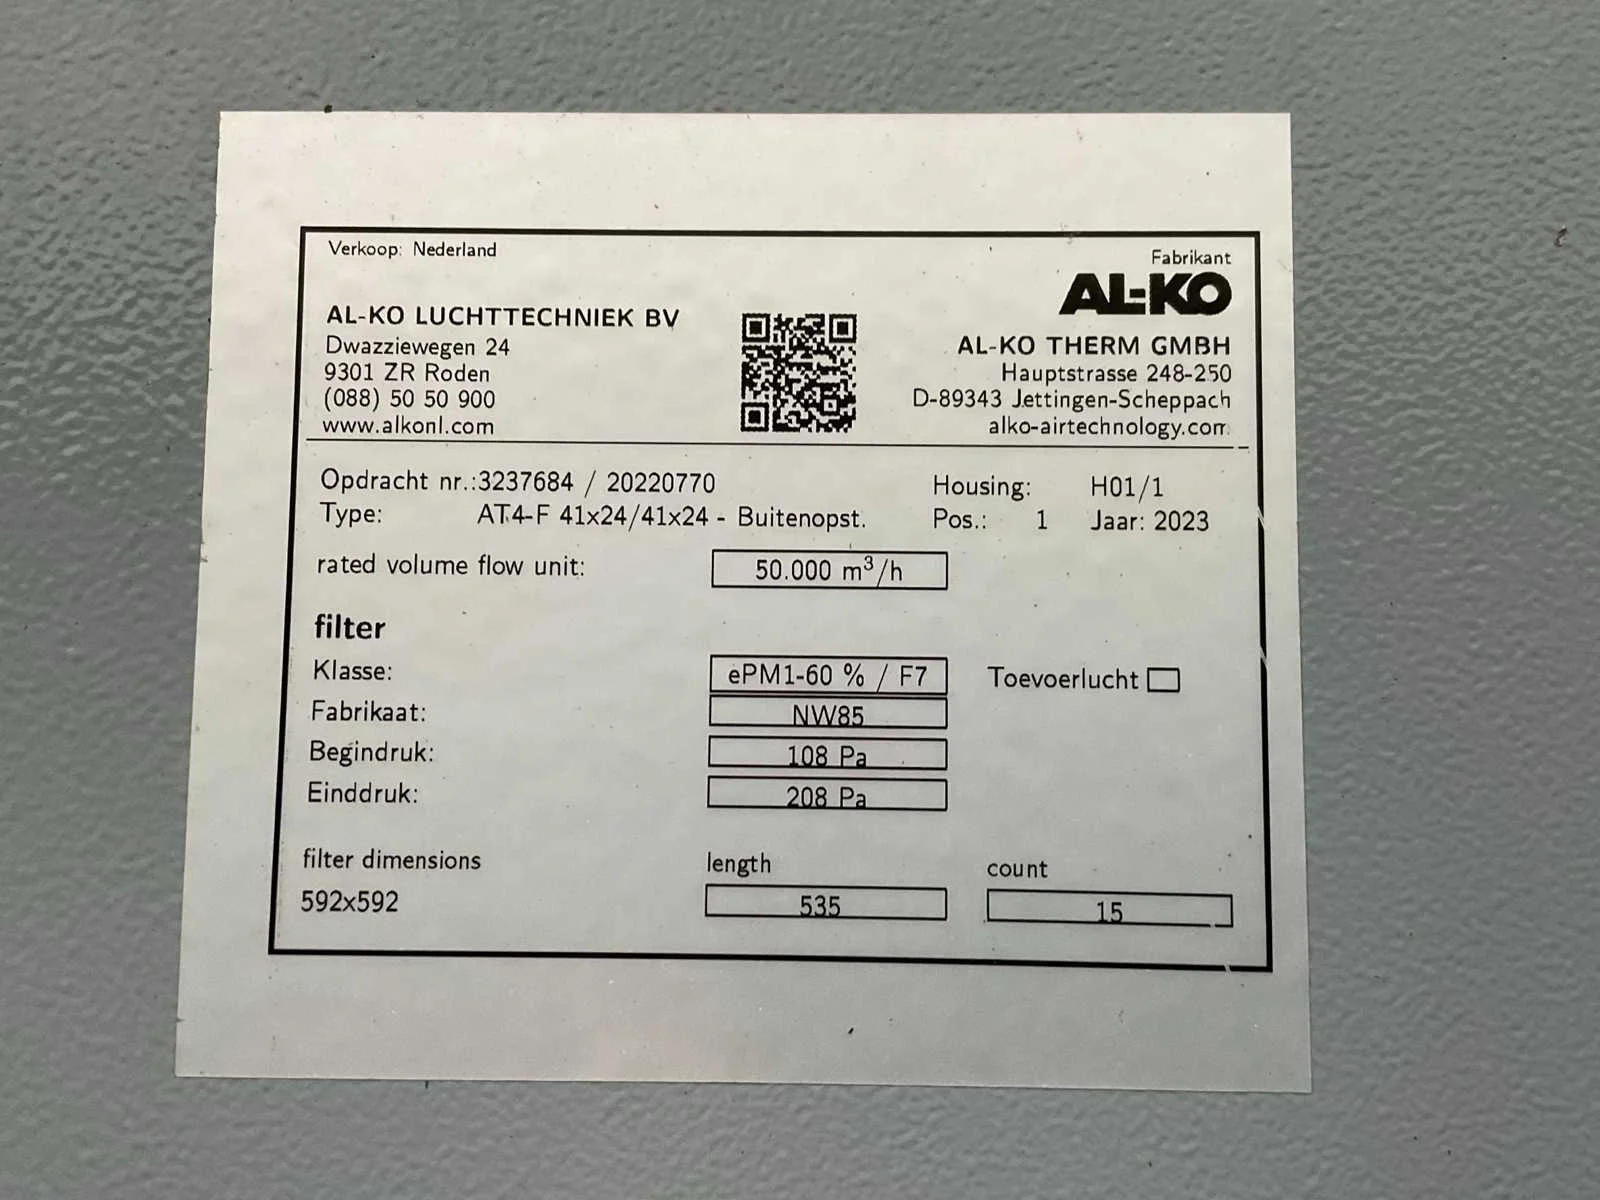 Verkoop: Nederland
Fabrikant
AL-KO
AL-KO LUCHTTECHNIEK BV
Dwazziewegen 24
9301 ZR Roden
(088) 50 50 900
www.alkonl.com
AL-KO THERM GMBH
Hauptstrasse 248-250
D-89343 Jettingen-Scheppach
alko-airtechnology.com
Opdracht nr.:3237684 / 20220770 Housing: H01/1
Type: AT4-F 41x24/41x24 - Buitenopst. Pos.: 1 Jaar: 2023
rated volume flow unit: 50.000 m³/h
filter
Klasse: ePM1-60 % / F7 Toevoerlucht
Fabrikaat: NW85
Begindruk: 108 Pa
Einddruk: 208 Pa
filter dimensions length count
592x592 535 15